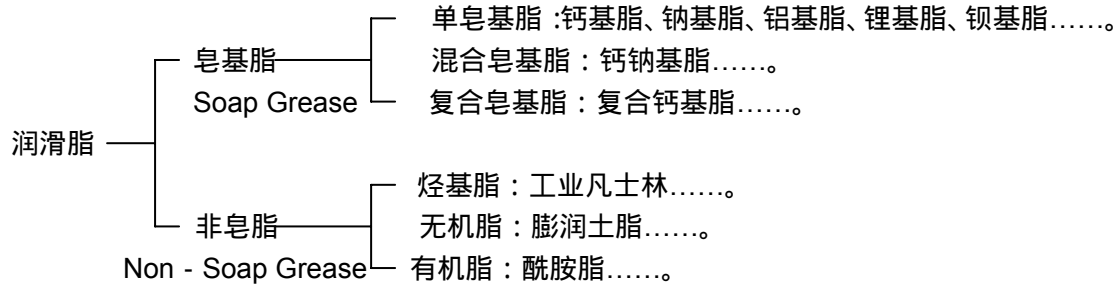 单皂基脂:钙基脂、钠基脂、铝基脂、锂基脂、钡基脂……。
皂基脂
混合皂基脂:钙钠基脂……。
Soap Grease
复合皂基脂:复合钙基脂……。
润滑脂
烃基脂:工业凡士林……。
非皂脂
无机脂:膨润土脂……。
Non - Soap Grease
有机脂:酰胺脂……。